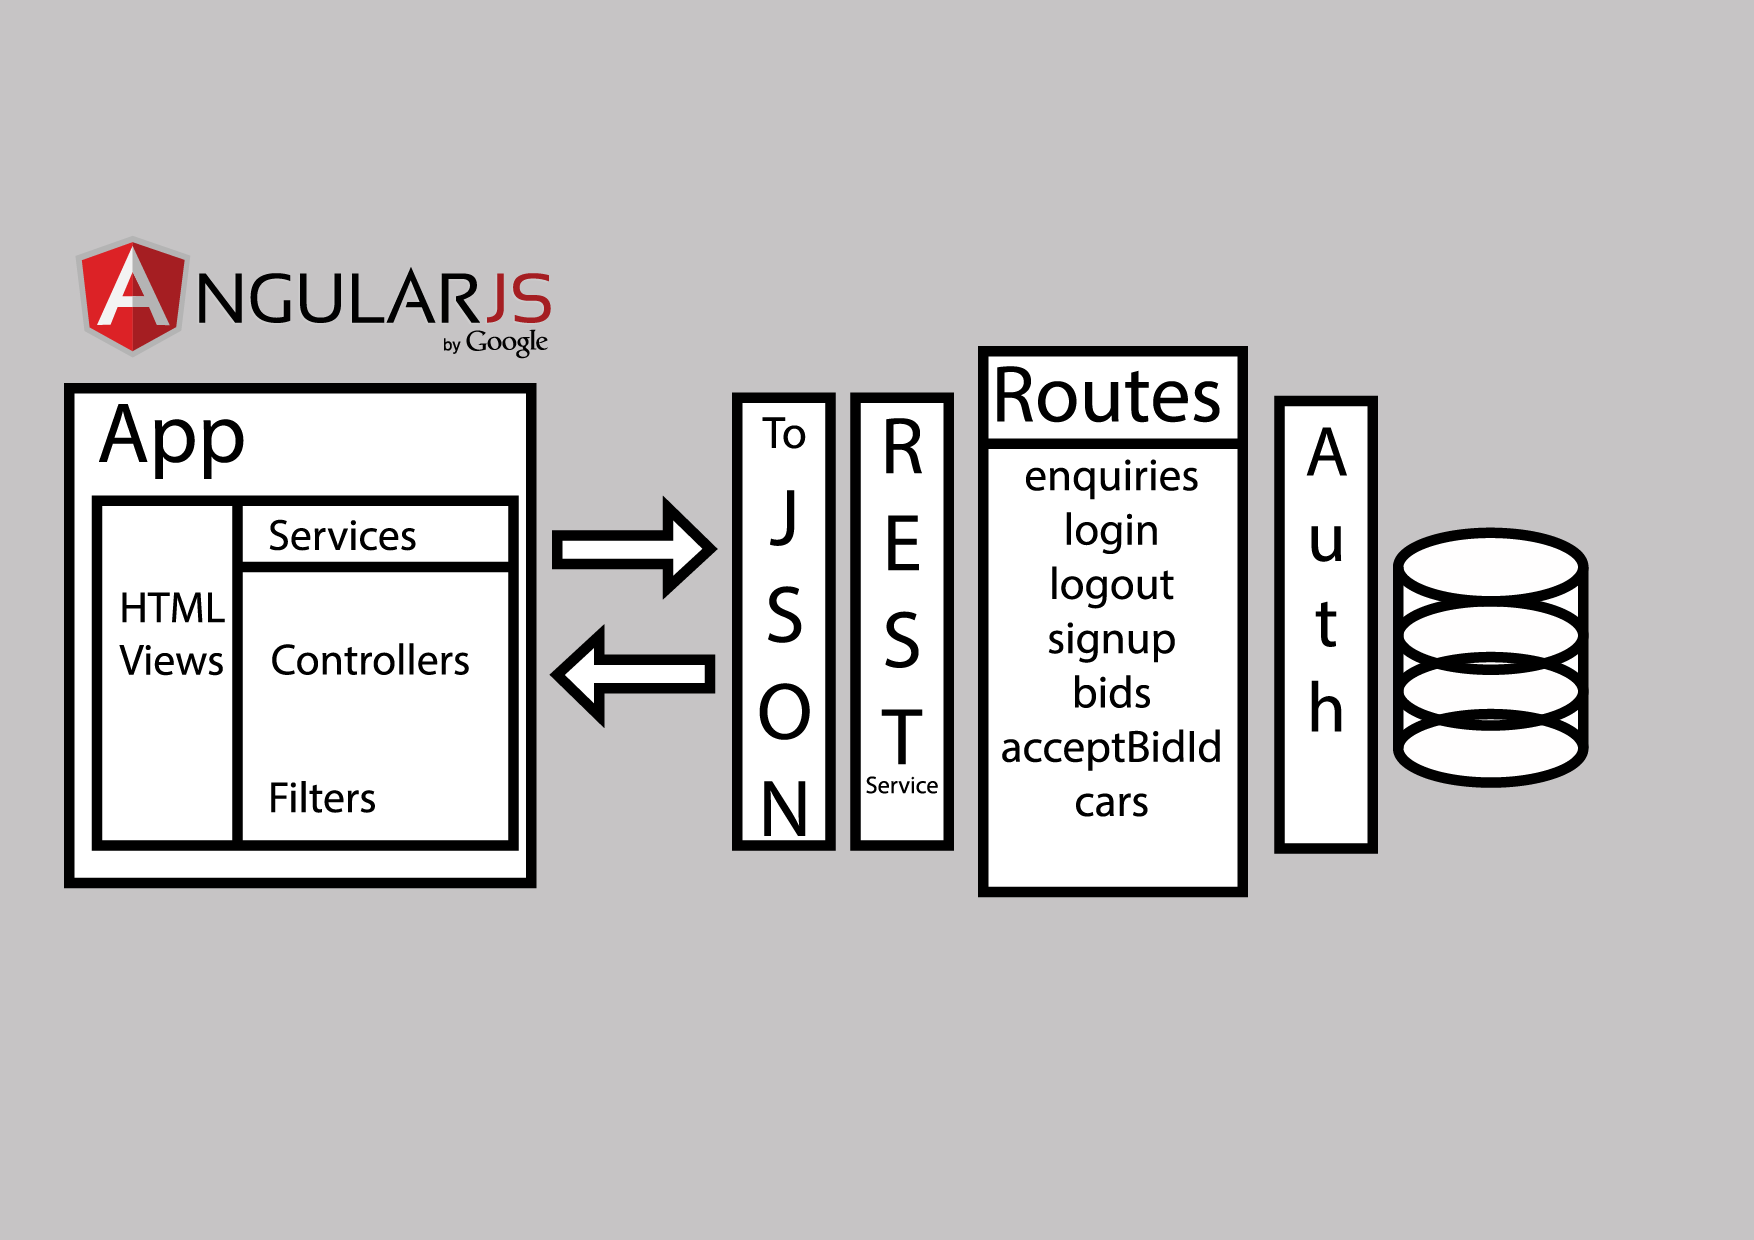 ANGULARJS
by Google
App
Services
HTML
Views
Controllers
Filters
To
J
S
O
N
R
E
S
T
Service
Routes
enquiries
login
logout
signup
bids
acceptBidId
cars
A
u
t
h